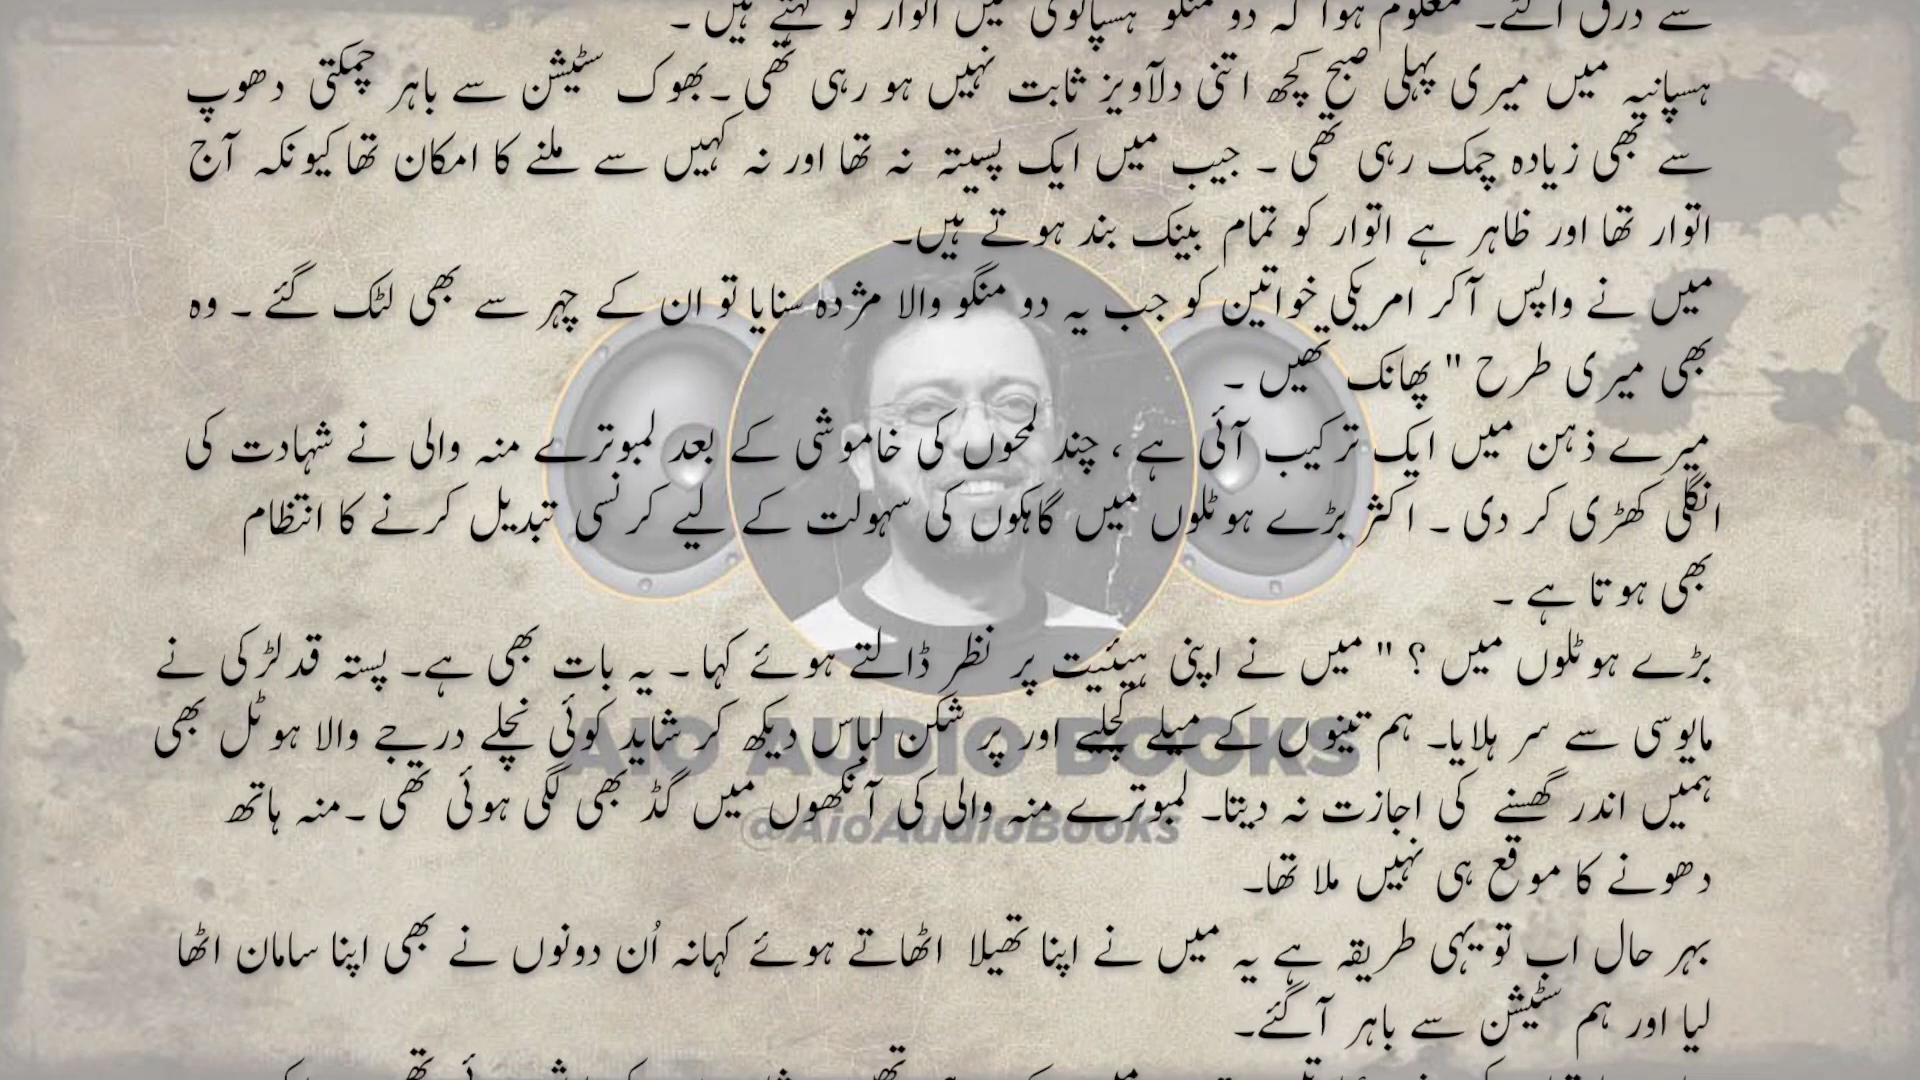 سے ورق الٹے۔ معلوم ہوا کہ دو منگو ہسپانوی میں اتوار کو کہتے ہیں ۔
ہسپانیہ میں میری پہلی صبح کچھ اتنی دلآویز ثابت نہیں ہو رہی تھی ۔بھوک سٹیشن سے باہر چمکتی دھوپ
سے بھی زیادہ چمک رہی تھی ۔ جیب میں ایک پسیتہ نہ تھا اور نہ کہیں سے ملنے کا امکان تھا کیونکہ آج
اتوار تھا اور ظاہر ہے اتوار کو تمام بینک بند ہوتے ہیں۔
میں نے واپس آکر امریکی خواتین کو جب یہ دو منگو والا مژدہ سنایا تو ان کے چہر سے بھی لٹک گئے ۔ وہ
بھی میری طرح " پھانک تھیں ۔
میرے ذہن میں ایک ترکیب آئی ہے ، چند لمحوں کی خاموشی کے بعد لمبوترے منہ والی نے شہادت کی
انگلی کھڑی کر دی ۔ اکثر بڑے ہوٹلوں میں گاہکوں کی سہولت کے لیے کرنسی تبدیل کرنے کا انتظام
بھی ہوتا ہے ۔
بڑے ہوٹلوں میں ؟ " میں نے اپنی ہیئیت پر نظر ڈالتے ہوئے کہا ۔ یہ بات بھی ہے۔ پستہ قد لڑکی نے
مایوسی سے سر ہلایا۔ ہم تینوں کے میلے کچلیے اور پر شکن لباس دیکھ کر شاید کوئی نچلے درجے والا ہوٹل بھی
ہمیں اندر گھسنے کی اجازت نہ دیتا۔ لمبوترے منہ والی کی آنکھوں میں گڈ بھی لگی ہوئی تھی ۔منہ ہاتھ
دھونے کا موقع ہی نہیں ملا تھا۔
بہر حال اب تو یہی طریقہ ہے یہ میں نے اپنا تھیلا اٹھاتے ہوئے کہانہ اُن دونوں نے بھی اپنا سامان اٹھا
لیا اور ہم سٹیشن سے باہر آگئے۔
AIO AUDIO BOOKS
@AioAudioBooks